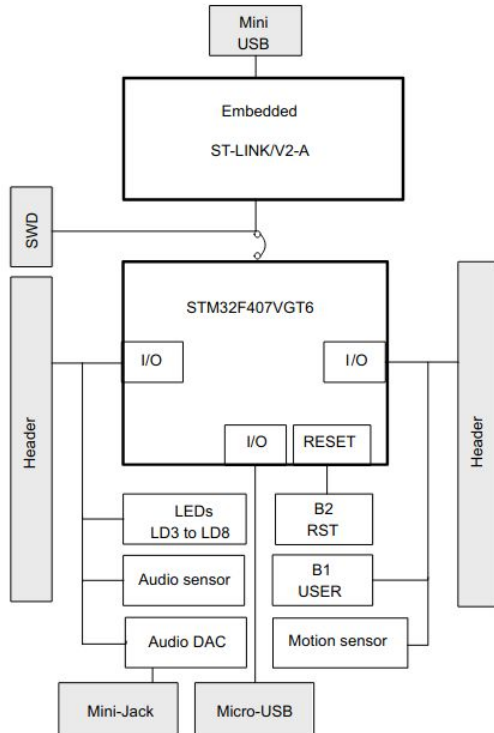 Mini
USB
Embedded
ST-LINK/V2-A
SWD
STM32F407VGT6
I/O
I/O
Header
Header
I/O
RESET
LEDs
LD3 to LD8
B2
RST
Audio sensor
B1
USER
Audio DAC
Motion sensor
Mini-Jack
Micro-USB